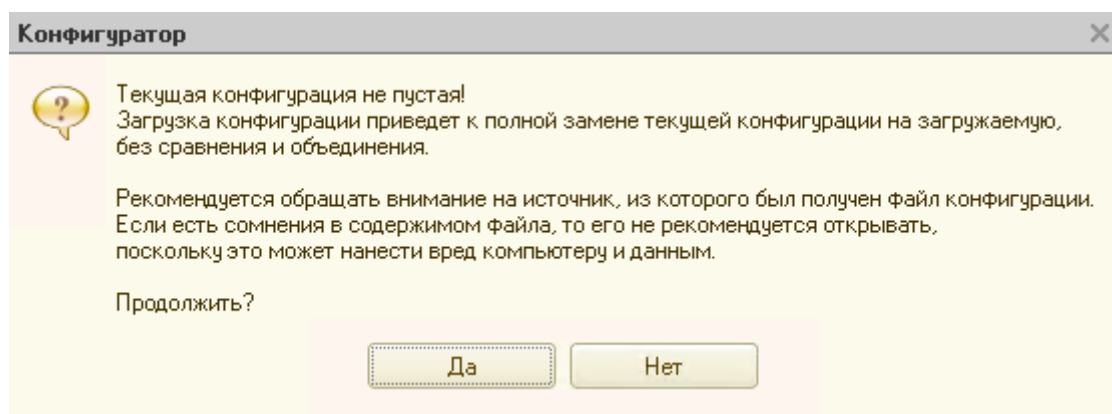 Конфигуратор
Текущая конфигурация не пустая!
Загрузка конфигурации приведет к полной замене текущей конфигурации на загружаемую,
без сравнения и объединения.
Рекомендуется обращать внимание на источник, из которого был получен файл конфигурации.
Если есть сомнения в содержимом файла, то его не рекомендуется открывать,
поскольку это может нанести вред компьютеру и данным.
Продолжить?
Да
Нет